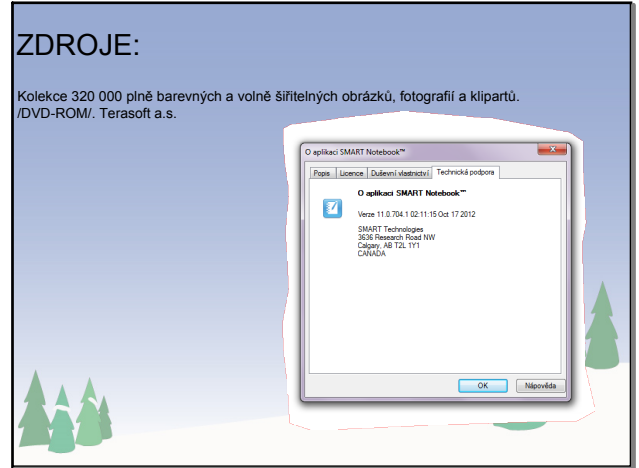 ZDROJE:
Kolekce 320 000 plně barevných a volně šiřitelných obrázků, fotografií a klipartů.
/DVD-ROM/. Terasoft a.s.
O aplikaci SMART Notebook™
Popis Licence Duševní vlastnictví Technická podpora
O aplikaci SMART Notebook™
Verze 11.0.704.1 02:11:15 Oct 17 2012
SMART Technologies
3636 Research Road NW
Calgary, AB T2L 1Y1
CANADA
OK Nápověda